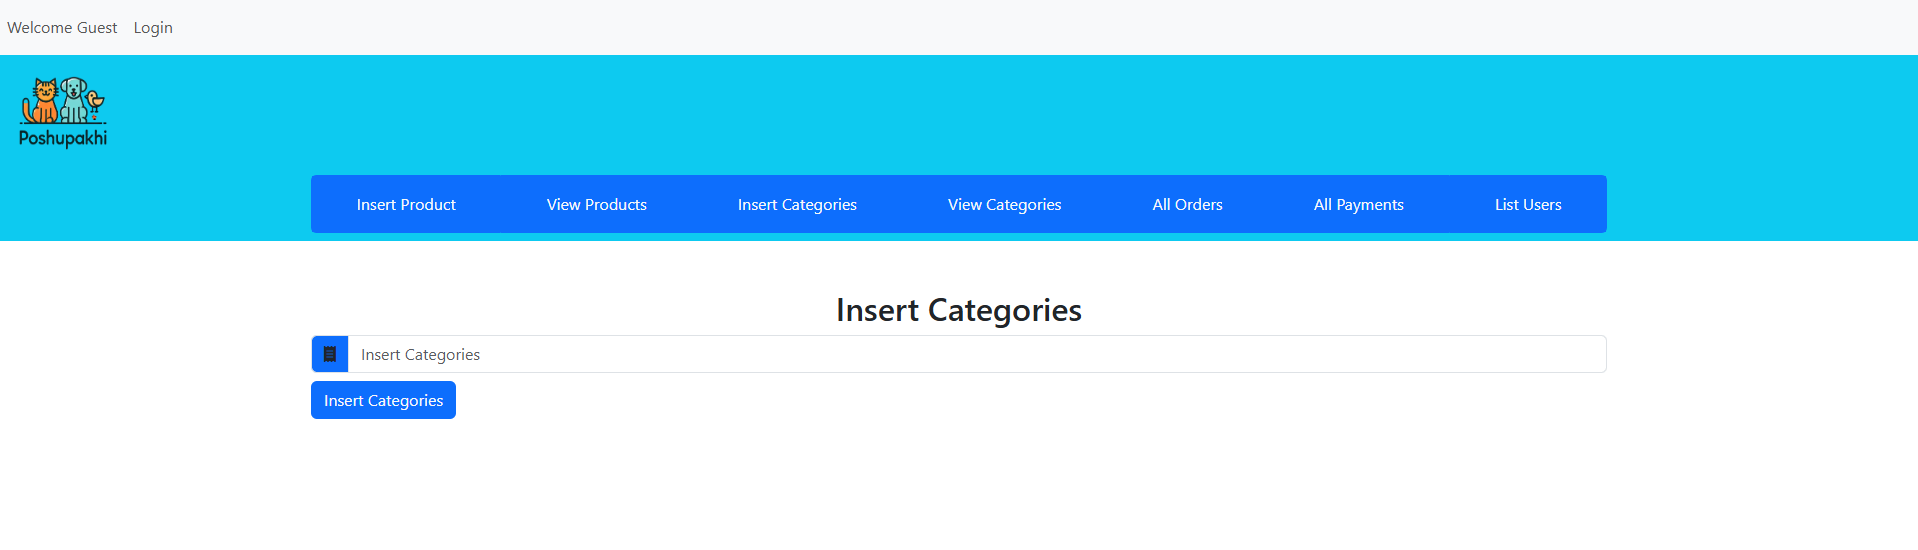 Welcome Guest Login
Poshupakhi
Insert Product View Products Insert Categories View Categories All Orders All Payments List Users
Insert Categories
Insert Categories
Insert Categories